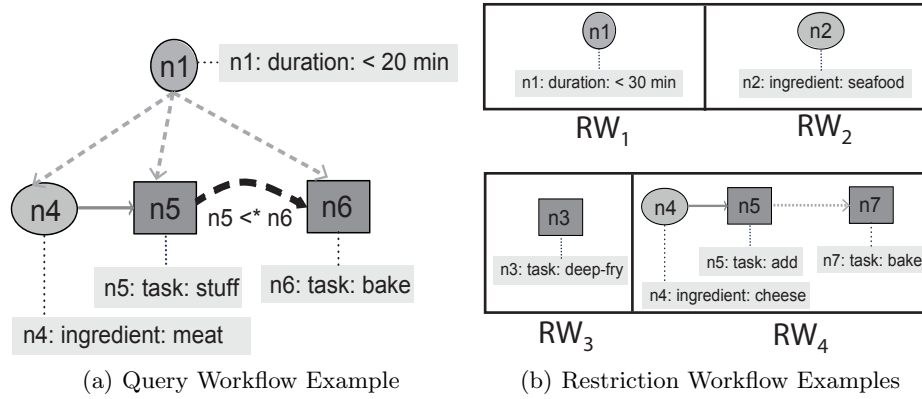 n1
n1: duration: < 20 min
n4
n5
n5 <* n6
n6
n5: task: stuff
n6: task: bake
n4: ingredient: meat
(a) Query Workflow Example
n1
n1: duration: < 30 min
RW1
n2
n2: ingredient: seafood
RW2
n3
n3: task: deep-fry
RW3
n4
n5
n7
n5: task: add
n7: task: bake
n4: ingredient: cheese
RW4
(b) Restriction Workflow Examples